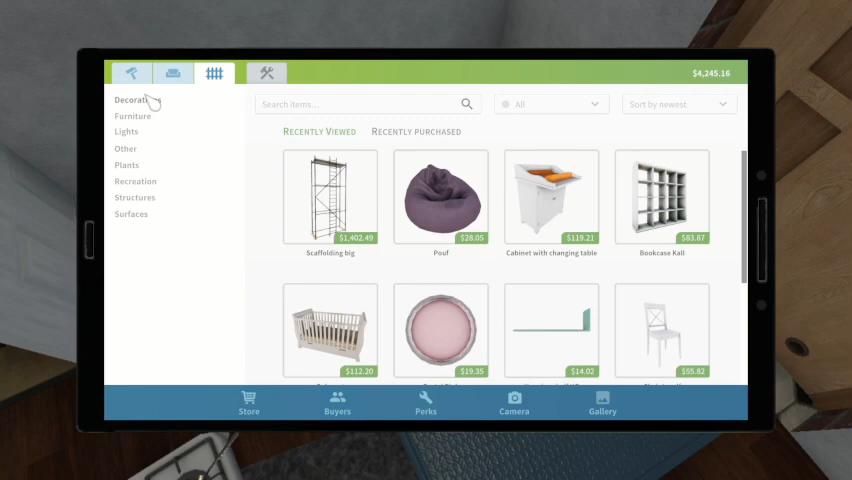 $4,245.16
Search items...
All
Sort by newest
Furniture
Lights
Other
Plants
Recreation
Structures
Surfaces
RECENTLY VIEWED RECENTLY PURCHASED
$1,402.49
$28.05
$119.21
$83.87
Scaffolding big
Pouf
Cabinet with changing table
Bookcase Kall
$112.20
$19.35
$14.02
$55.82
Store
Buyers
Perks
Camera
Gallery